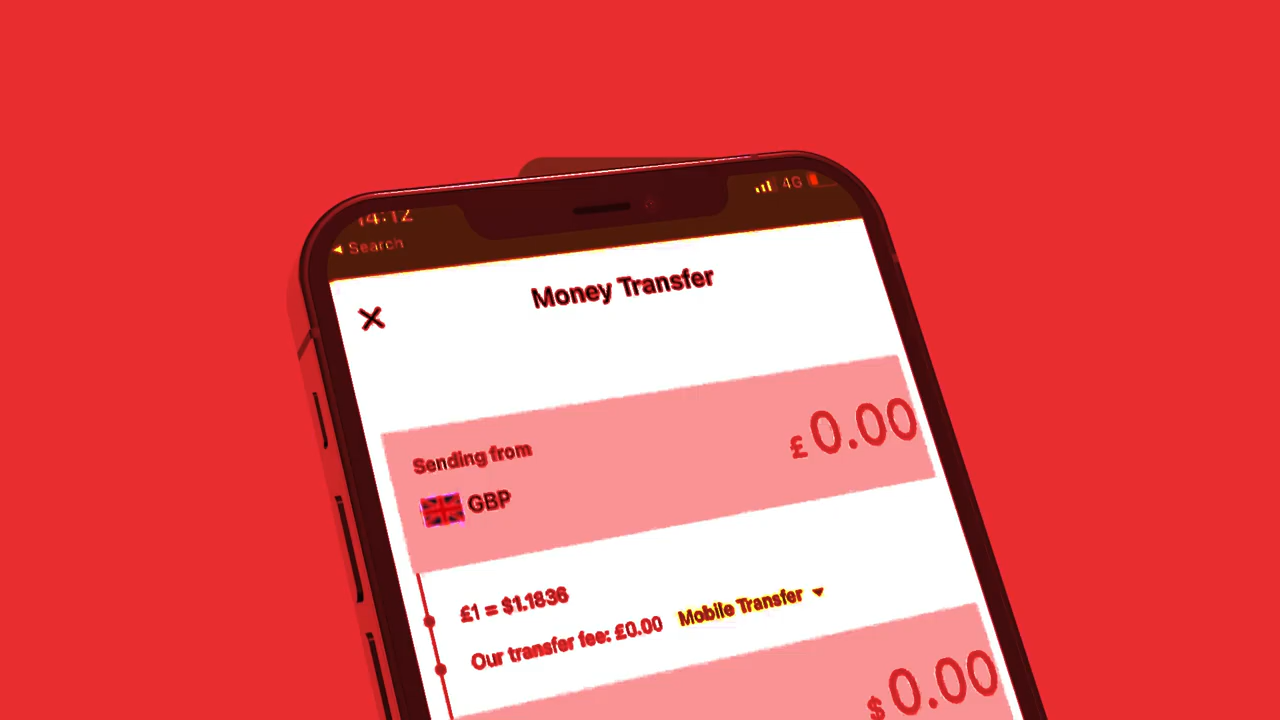 14:12
4G
◀ Search
Money Transfer
Sending from
£0.00
GBP
£1 = $1.1836
Our transfer fee: £0.00 Mobile Transfer ▼
$0.00